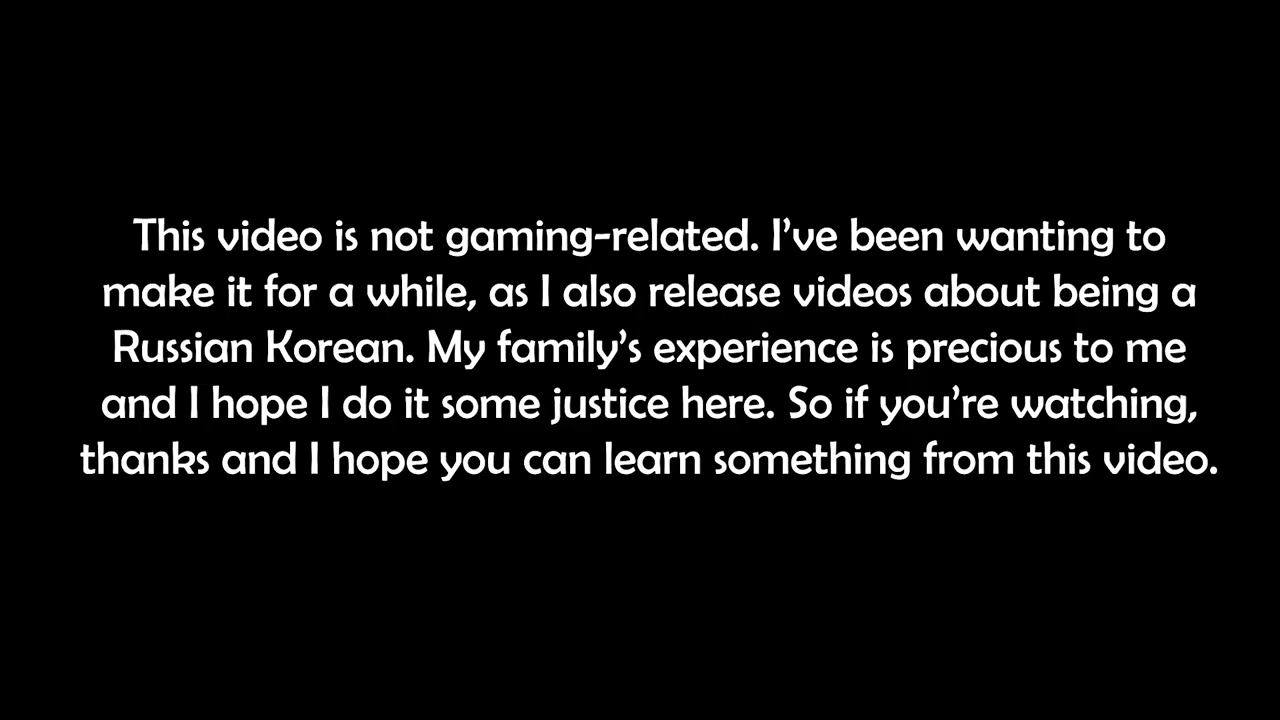 This video is not gaming-related. I’ve been wanting to
make it for a while, as I also release videos about being a
Russian Korean. My family’s experience is precious to me
and I hope I do it some justice here. So if you’re watching,
thanks and I hope you can learn something from this video.